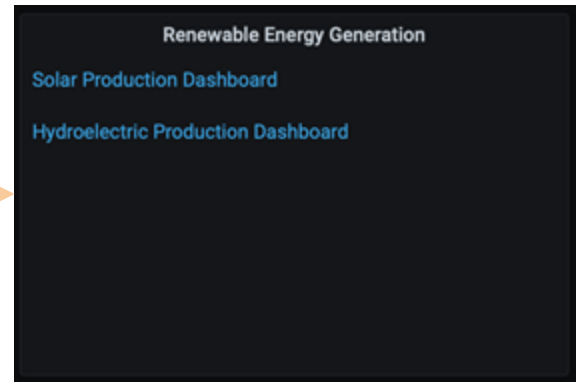 Renewable Energy Generation
Solar Production Dashboard
Hydroelectric Production Dashboard